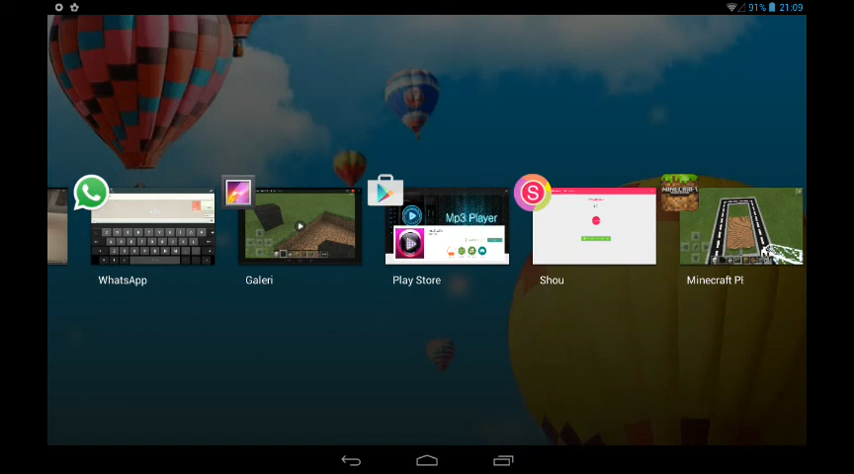 91% 21:09
Mp3 Player
S
MINECRAFT
WhatsApp
Galeri
Play Store
Shou
Minecraft PE